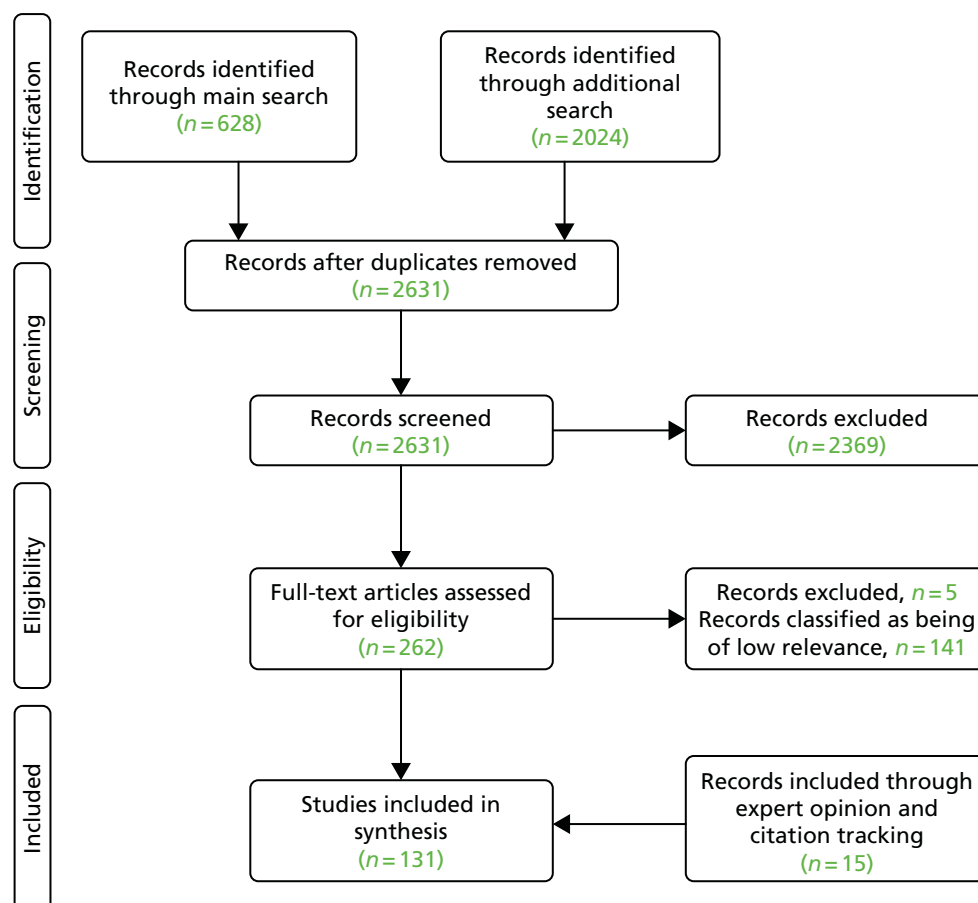 Identification
Records identified
through main search
(n=628)
Records identified
through additional
search
(n=2024)
Records after duplicates removed
(n=2631)
Screening
Records screened
(n=2631)
Records excluded
(n=2369)
Eligibility
Full-text articles assessed
for eligibility
(n=262)
Records excluded, n=5
Records classified as being
of low relevance, n=141
Included
Studies included in
synthesis
(n=131)
Records included through
expert opinion and
citation tracking
(n=15)